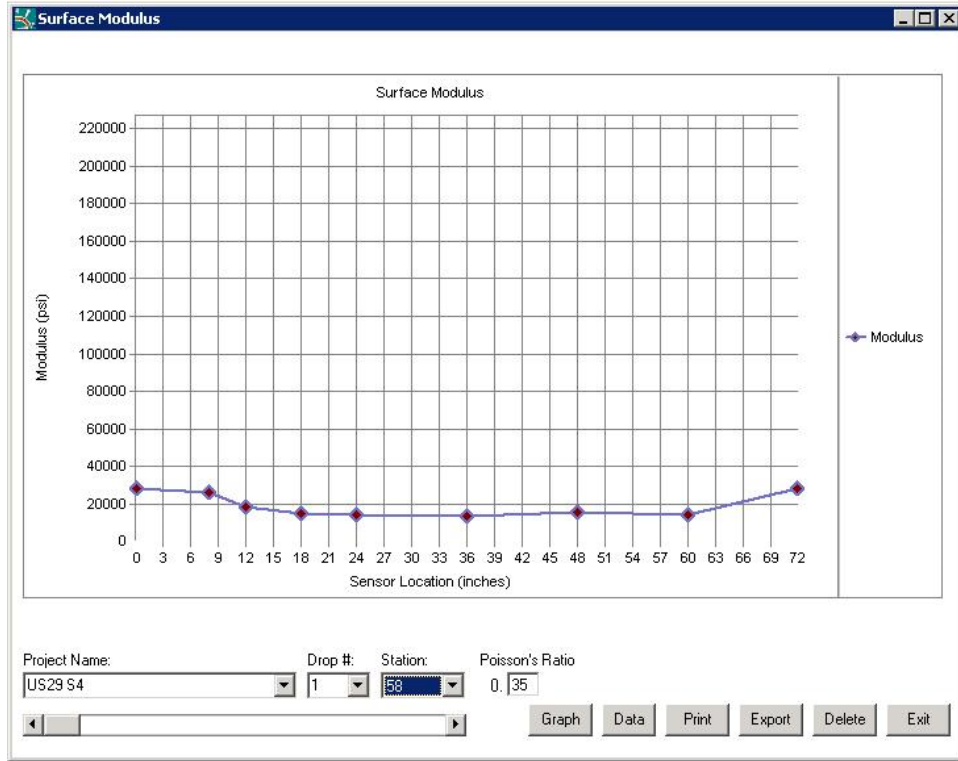 Surface Modulus
Surface Modulus
220000
200000
180000
160000
140000
120000
100000
80000
60000
40000
20000
0
Modulus (psi)
0 3 6 9 12 15 18 21 24 27 30 33 36 39 42 45 48 51 54 57 60 63 66 69 72
Sensor Location (inches)
Modulus
Project Name: Drop #: Station: Poisson's Ratio
US29 S4 1 58 0. 35
Graph Data Print Export Delete Exit